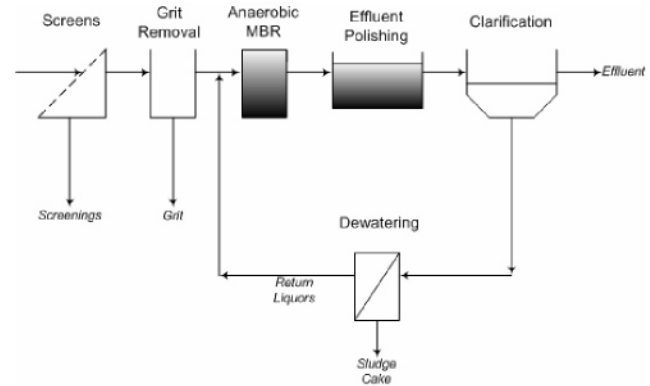 Screens
Grit
Removal
Anaerobic
MBR
Effluent
Polishing
Clarification
Effluent
Screenings
Grit
Dewatering
Return
Liquors
Sludge
Cake